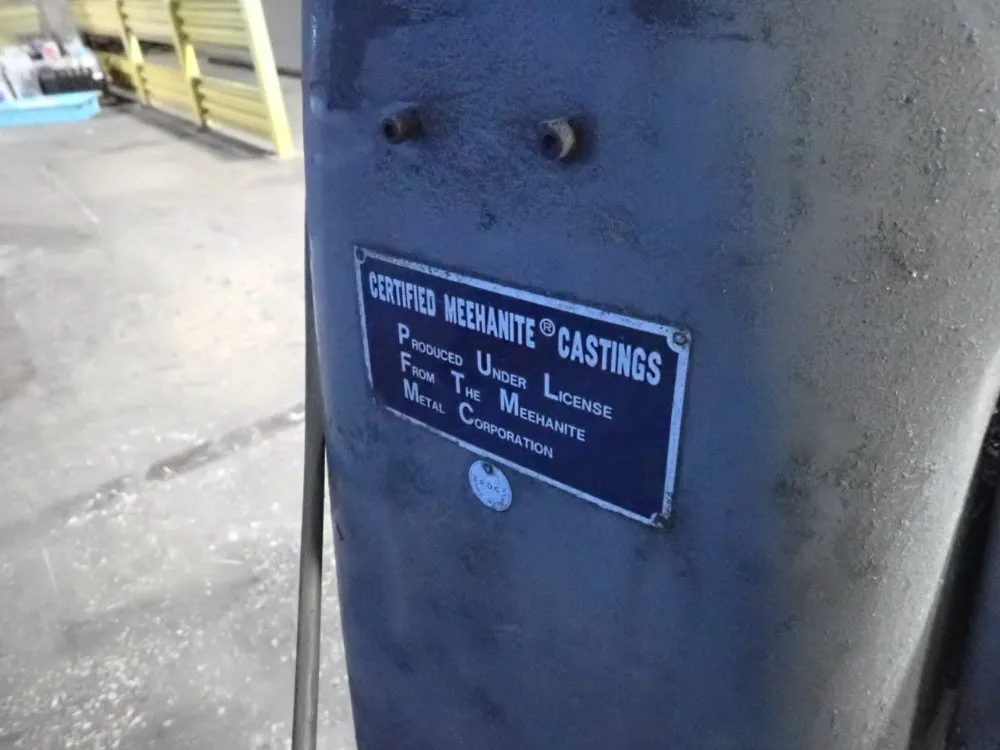 CERTIFIED MEEHANITE® CASTINGS
PRODUCED UNDER LICENSE
FROM THE MEEHANITE
METAL CORPORATION